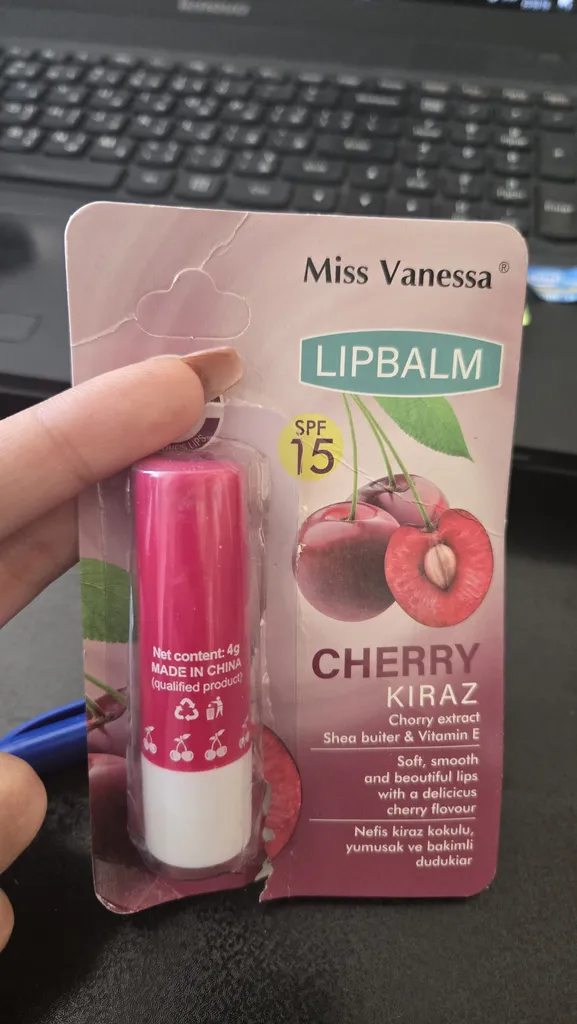 Miss Vanessa®
LIPBALM
SPF
15
Net content: 4g
MADE IN CHINA
(qualified product)
CHERRY
KIRAZ
Chorry extract
Shea buiter & Vitamin E
Soft, smooth
and beoutiful lips
with a delicicus
cherry flavour
Nefis kiraz kokulu,
yumusak ve bakimli
dudukiar